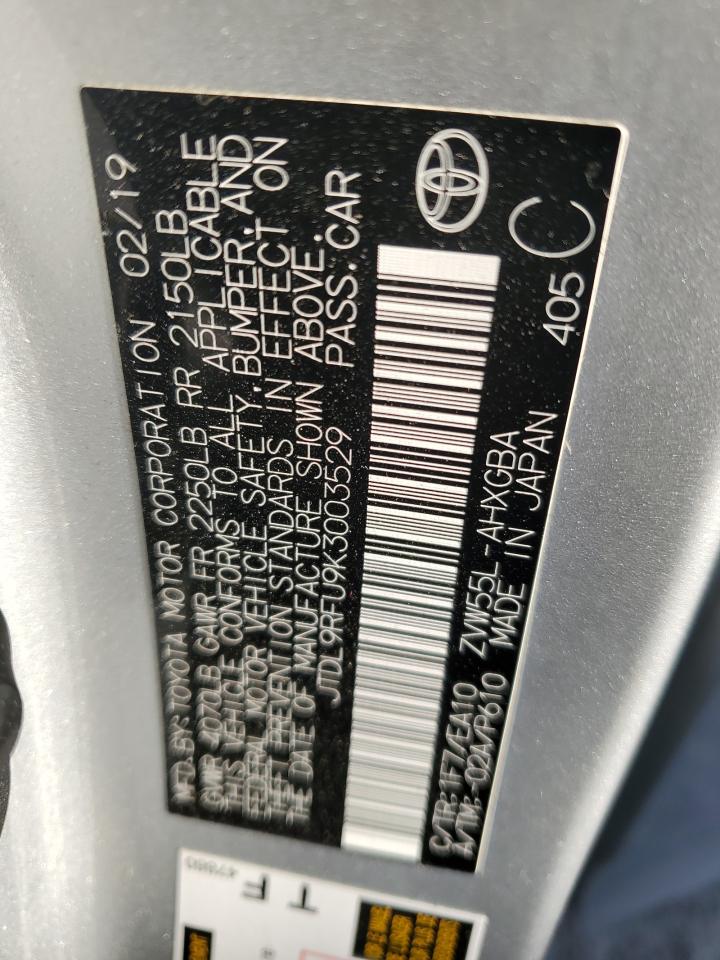 MFD.BY: TOYOTA MOTOR CORPORATION 02/19
GVWR 4070LB GAWR FR 2250LB RR 2150LB
THIS VEHICLE CONFORMS TO ALL APPLICABLE
FEDERAL MOTOR VEHICLE SAFETY, BUMPER, AND
THEFT PREVENTION STANDARDS IN EFFECT ON
THE DATE OF MANUFACTURE SHOWN ABOVE.
JTDL9RFU9K3003529 PASS.CAR
C/TR: 1F7/EA10 ZVW55L-AHXGBA
A/TM: -02A/P610 MADE IN JAPAN
405 C
TF
47880